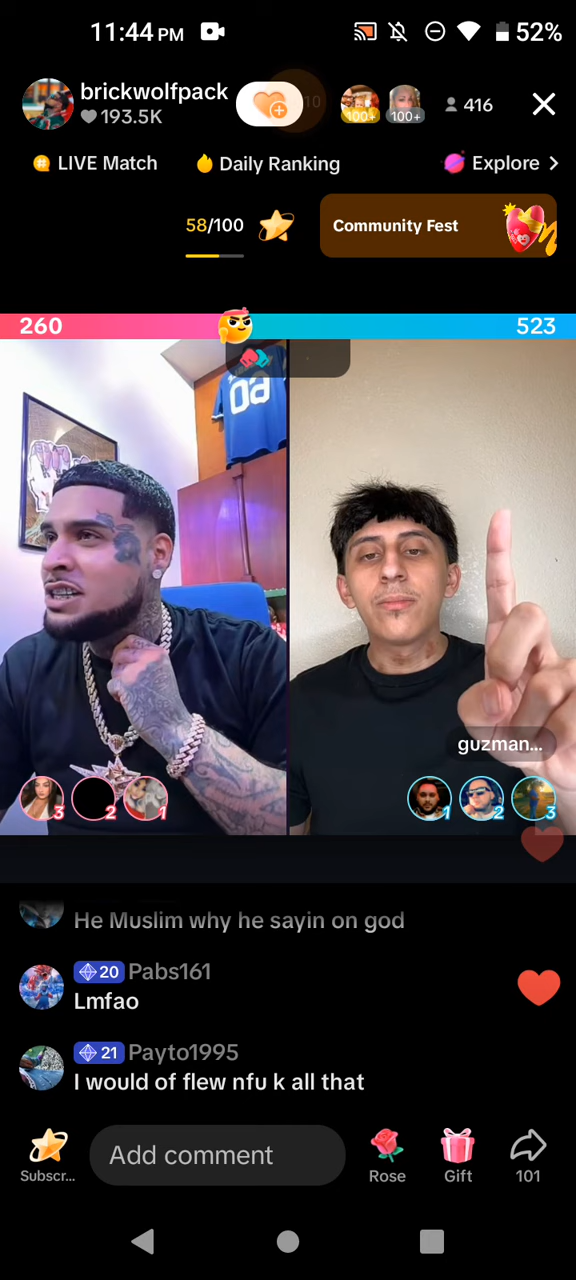 11:44 PM
52%
brickwolfpack
193.5K
100+
100+
416
LIVE Match
Daily Ranking
Explore
58/100
Community Fest
260
523
guzman...
3
2
1
1
2
3
He Muslim why he sayin on god
20 Pabs161
Lmfao
21 Payto1995
I would of flew nfu k all that
Subscr...
Add comment
Rose
Gift
101